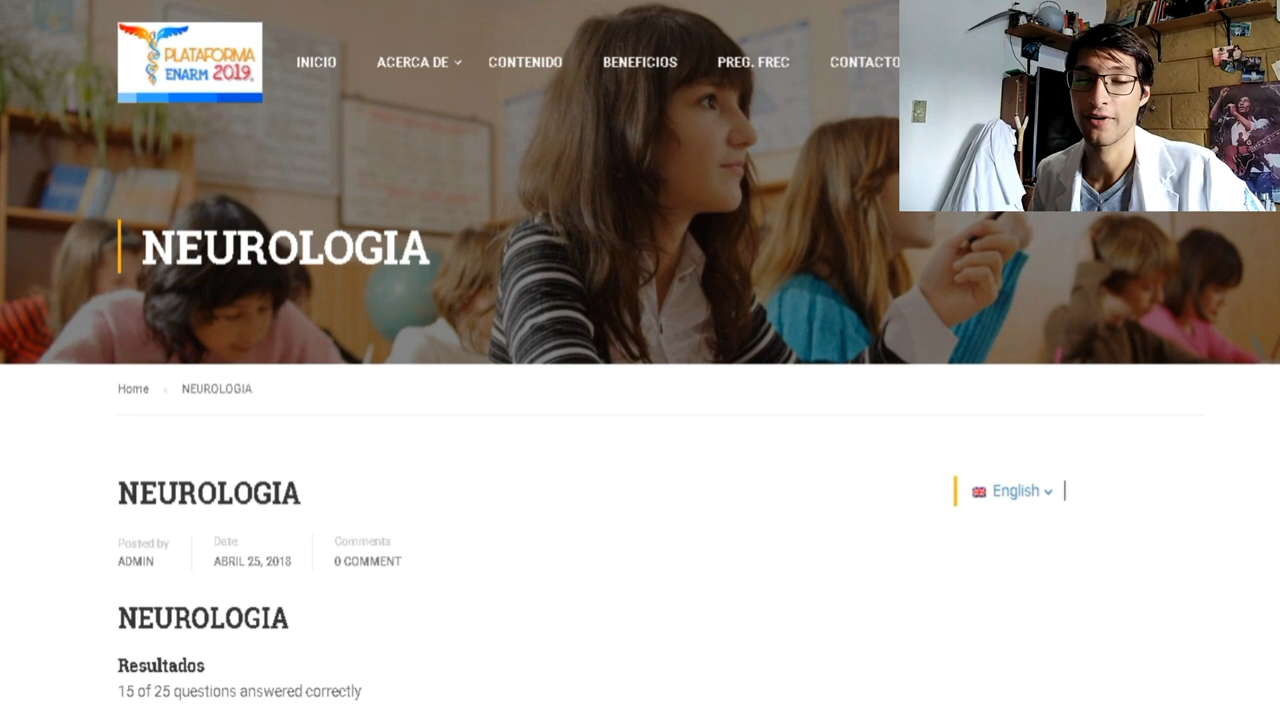 PLATAFORMA
ENARM 2019
INICIO
ACERCA DE
CONTENIDO
BENEFICIOS
PREG. FREC
CONTACTO
NEUROLOGIA
Home
NEUROLOGIA
NEUROLOGIA
English
Posted by
ADMIN
Date
ABRIL 25, 2018
Comments
0 COMMENT
NEUROLOGIA
Resultados
15 of 25 questions answered correctly